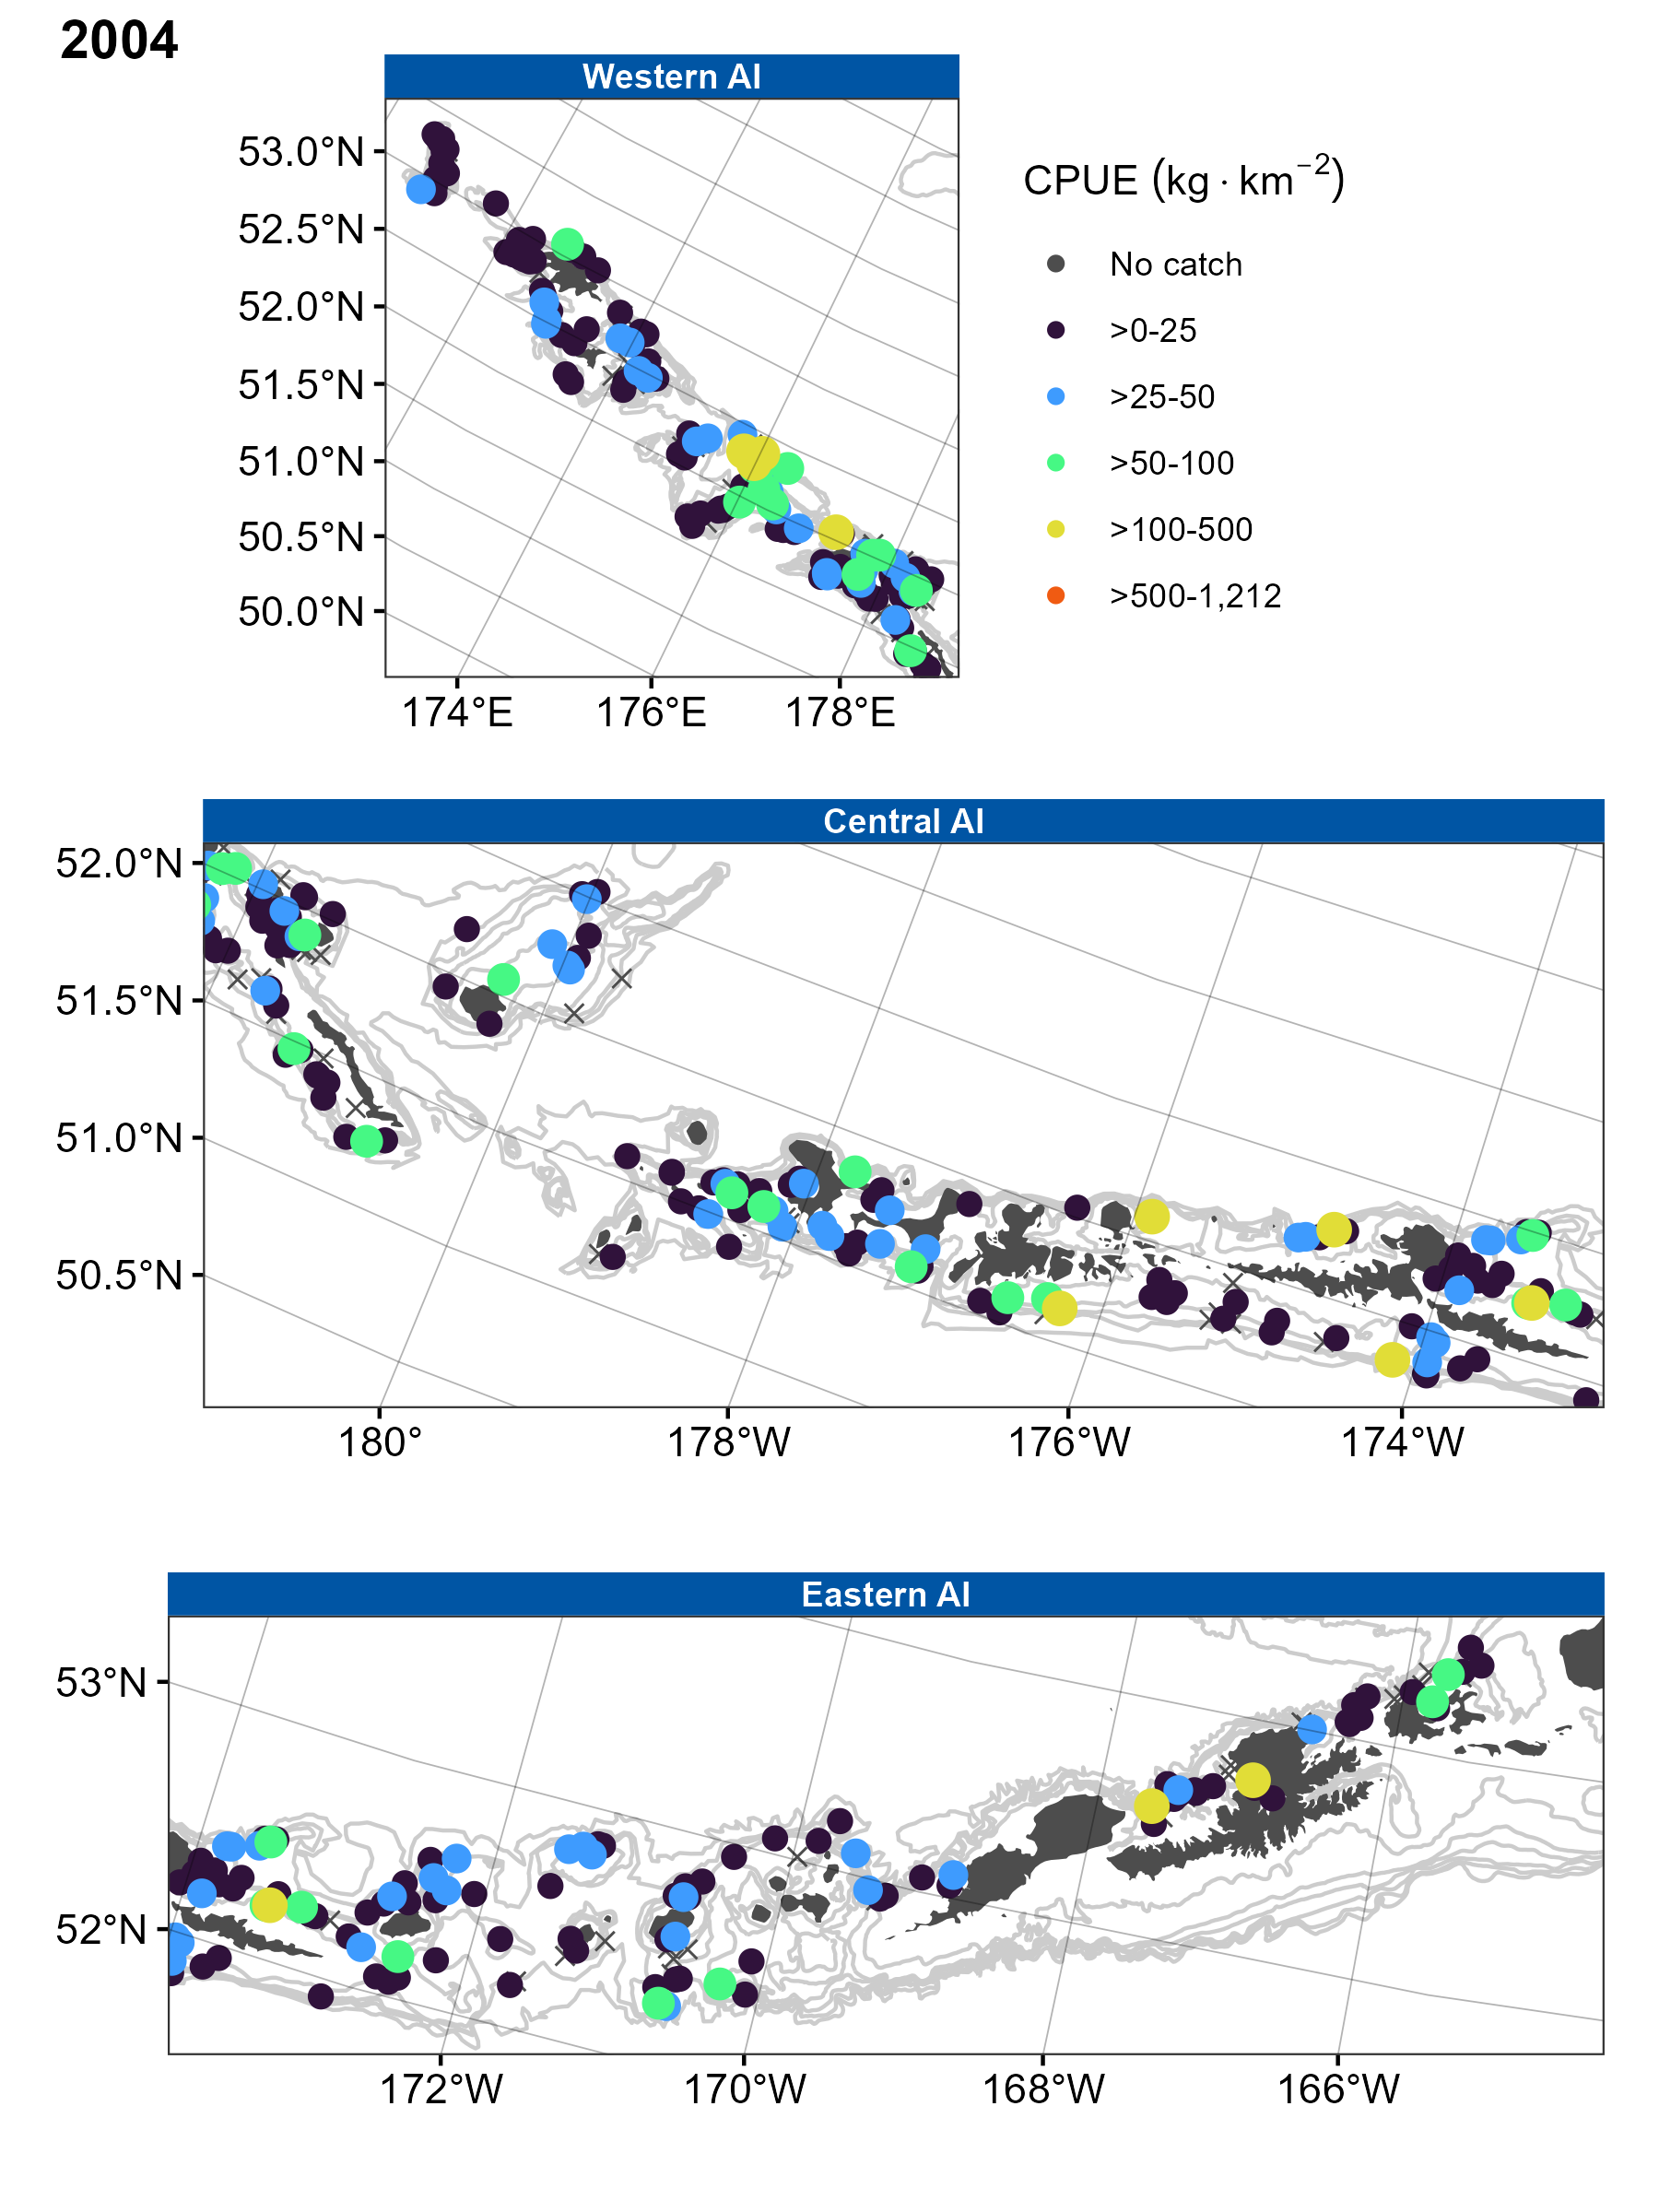 2004
Western AI
53.0°N
52.5°N
52.0°N
51.5°N
51.0°N
50.5°N
50.0°N
174°E 176°E 178°E
CPUE (kg · km⁻²)
No catch
>0-25
>25-50
>50-100
>100-500
>500-1,212
Central AI
52.0°N
51.5°N
51.0°N
50.5°N
180° 178°W 176°W 174°W
Eastern AI
53°N
52°N
172°W 170°W 168°W 166°W